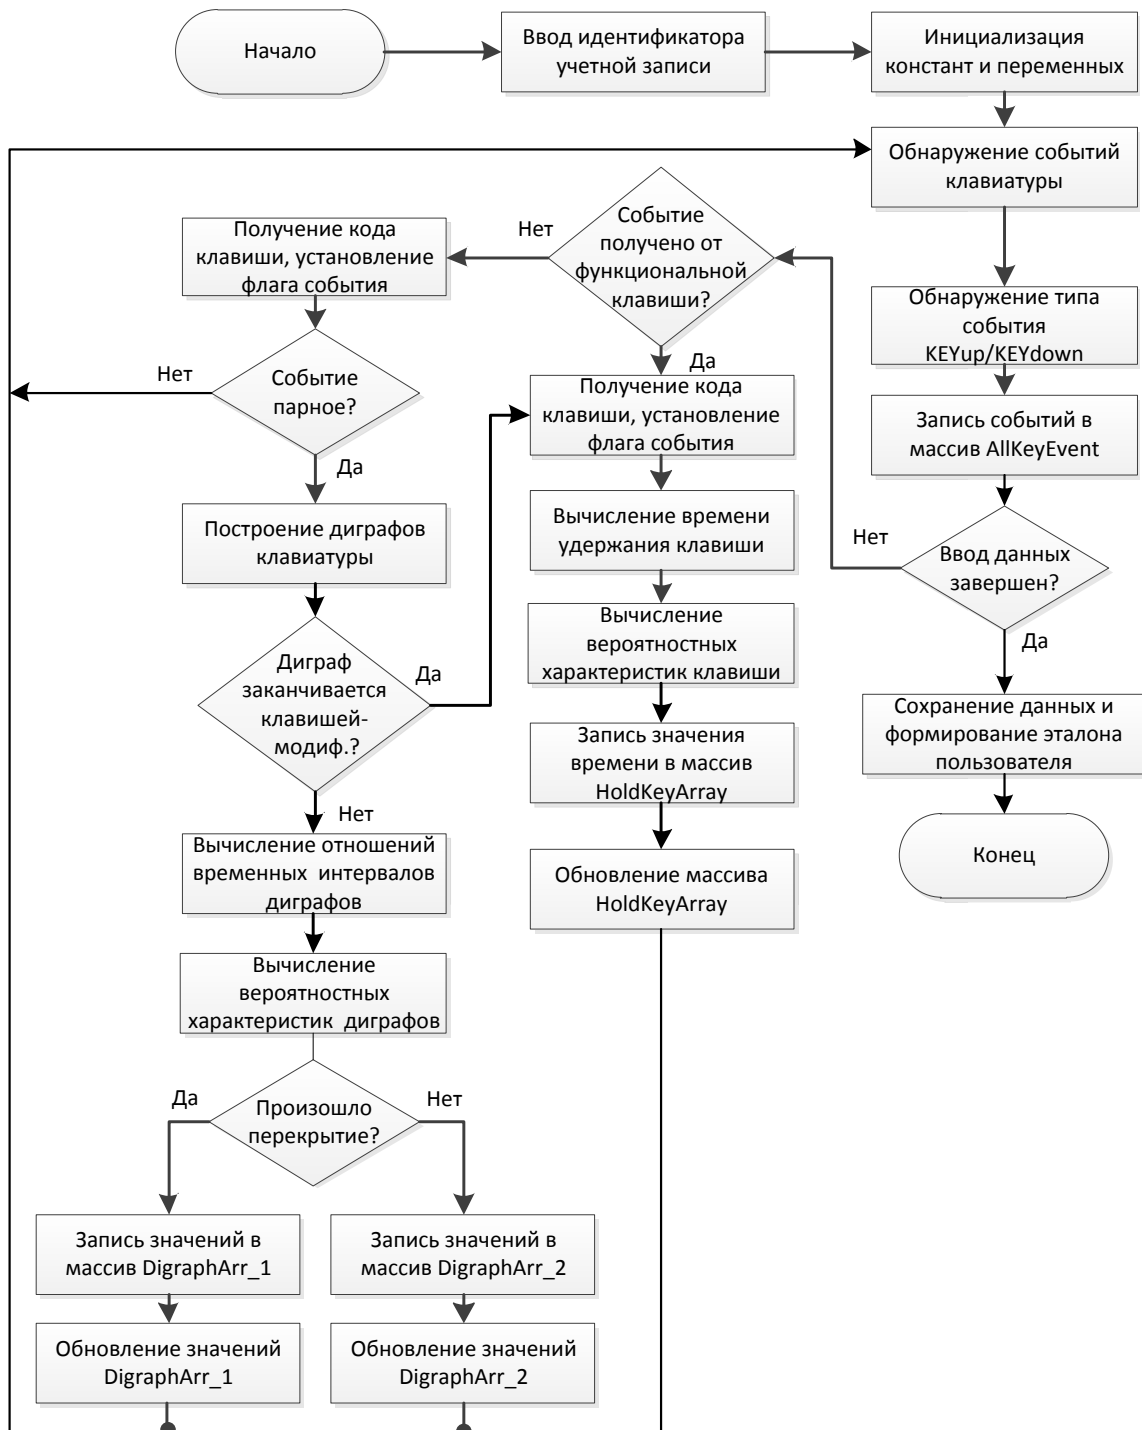 Начало
Ввод идентификатора
учетной записи
Инициализация
констант и переменных
Обнаружение событий
клавиатуры
Обнаружение типа
события
KEYup/KEYdown
Запись событий в
массив AllKeyEvent
Ввод данных
завершен?
Нет
Да
Сохранение данных и
формирование эталона
пользователя
Конец
Событие
получено от
функциональной
клавиши?
Нет
Да
Получение кода
клавиши, установление
флага события
Событие
парное?
Нет
Да
Построение диграфов
клавиатуры
Диграф
заканчивается
клавишей-
модиф.?
Да
Нет
Получение кода
клавиши, установление
флага события
Вычисление времени
удержания клавиши
Вычисление
вероятностных
характеристик клавиши
Запись значения
времени в массив
HoldKeyArray
Обновление массива
HoldKeyArray
Вычисление отношений
временных интервалов
диграфов
Вычисление
вероятностных
характеристик диграфов
Произошло
перекрытие?
Да
Нет
Запись значений в
массив DigraphArr_1
Запись значений в
массив DigraphArr_2
Обновление значений
DigraphArr_1
Обновление значений
DigraphArr_2